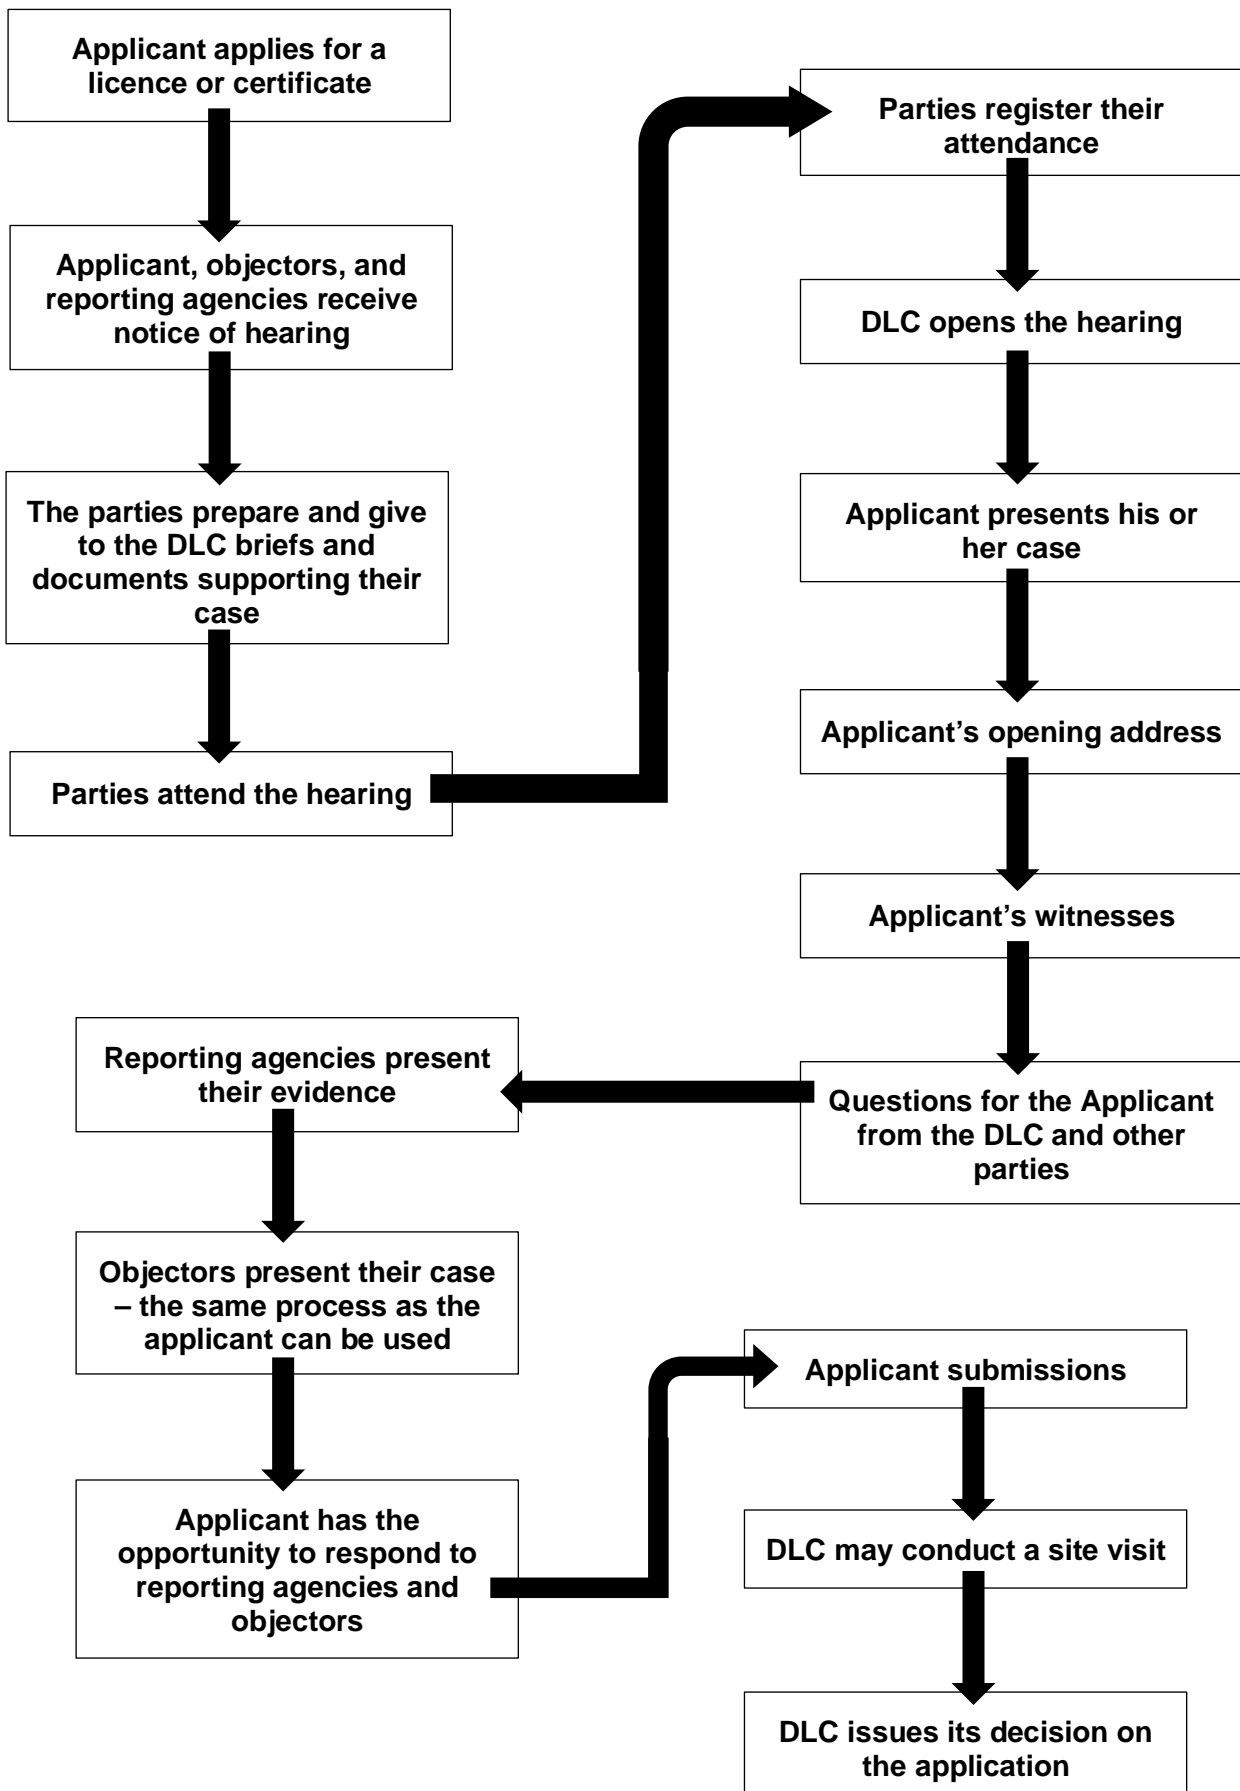 Applicant applies for a
licence or certificate
Applicant, objectors, and
reporting agencies receive
notice of hearing
The parties prepare and give
to the DLC briefs and
documents supporting their
case
Parties attend the hearing
Parties register their
attendance
DLC opens the hearing
Applicant presents his or
her case
Applicant’s opening address
Applicant’s witnesses
Questions for the Applicant
from the DLC and other
parties
Reporting agencies present
their evidence
Objectors present their case
– the same process as the
applicant can be used
Applicant has the
opportunity to respond to
reporting agencies and
objectors
Applicant submissions
DLC may conduct a site visit
DLC issues its decision on
the application